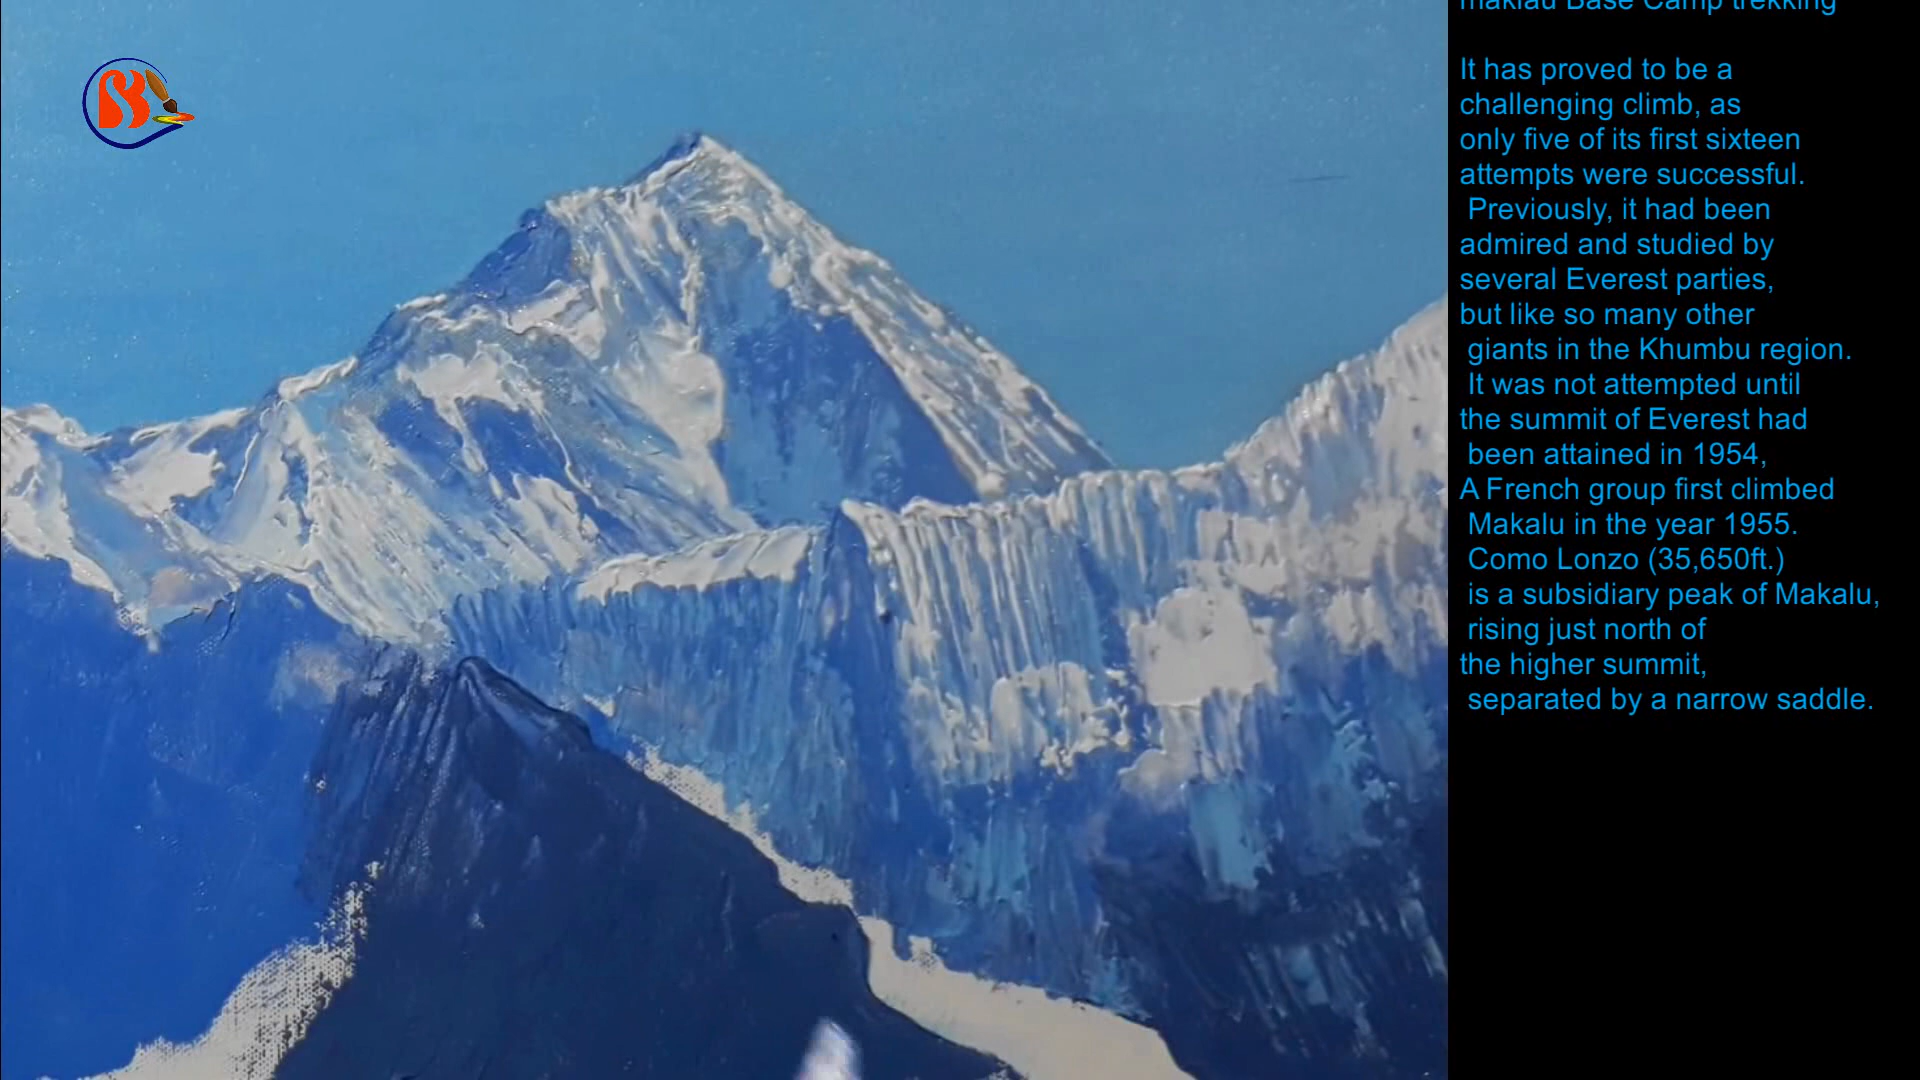 maklau Base Camp trekking
It has proved to be a
challenging climb, as
only five of its first sixteen
attempts were successful.
Previously, it had been
admired and studied by
several Everest parties,
but like so many other
giants in the Khumbu region.
It was not attempted until
the summit of Everest had
been attained in 1954,
A French group first climbed
Makalu in the year 1955.
Como Lonzo (35,650ft.)
is a subsidiary peak of Makalu,
rising just north of
the higher summit,
separated by a narrow saddle.